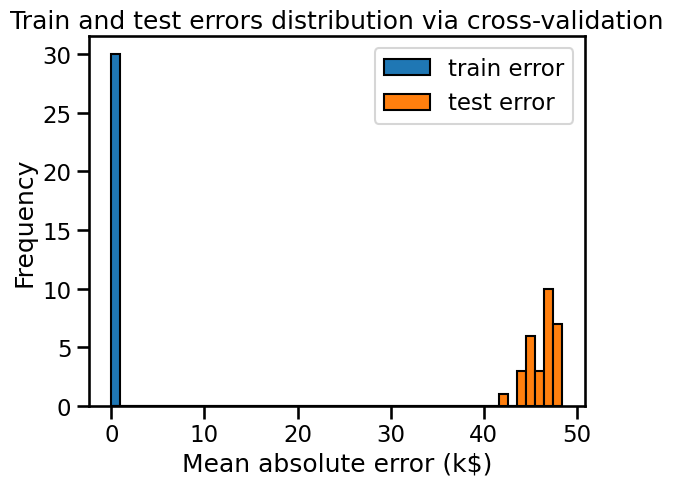 Train and test errors distribution via cross-validation
30
25
20
15
10
5
0
Frequency
train error
test error
0 10 20 30 40 50
Mean absolute error (k$)